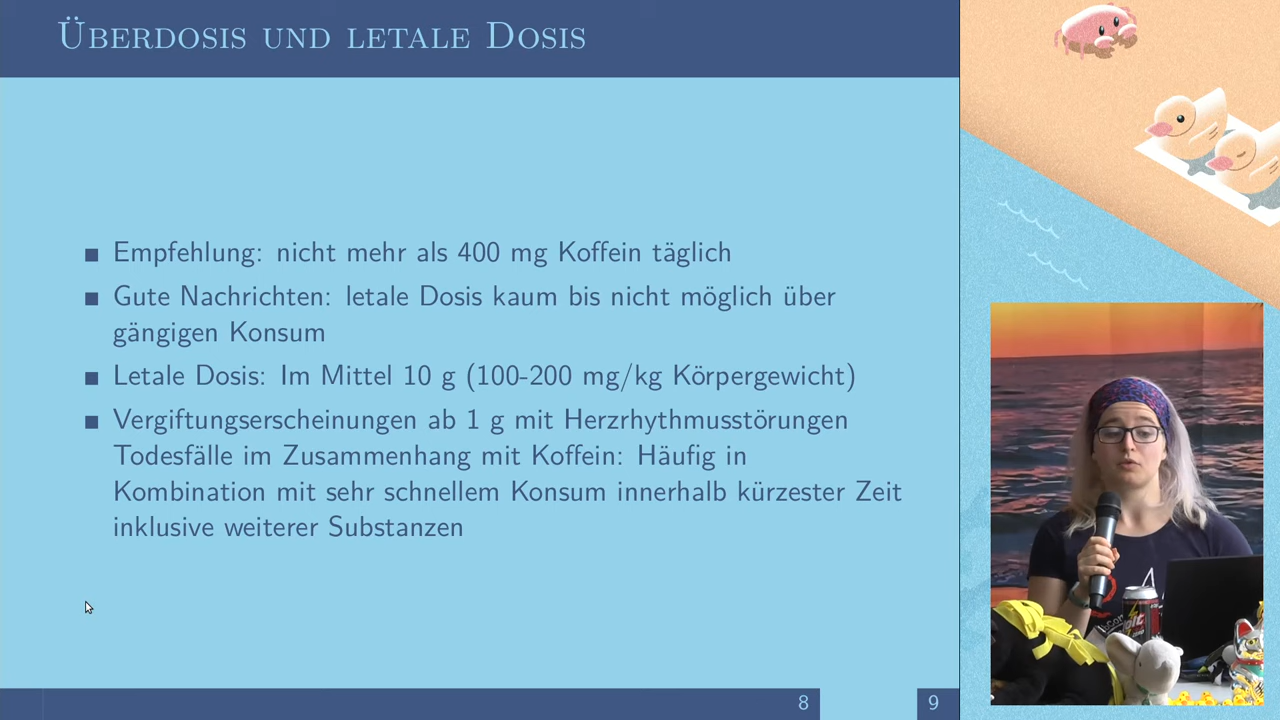 Überdosis und letale Dosis
Empfehlung: nicht mehr als 400 mg Koffein täglich
Gute Nachrichten: letale Dosis kaum bis nicht möglich über
gängigen Konsum
Letale Dosis: Im Mittel 10 g (100-200 mg/kg Körpergewicht)
Vergiftungserscheinungen ab 1 g mit Herzrhythmusstörungen
Todesfälle im Zusammenhang mit Koffein: Häufig in
Kombination mit sehr schnellem Konsum innerhalb kürzester Zeit
inklusive weiterer Substanzen
8
9